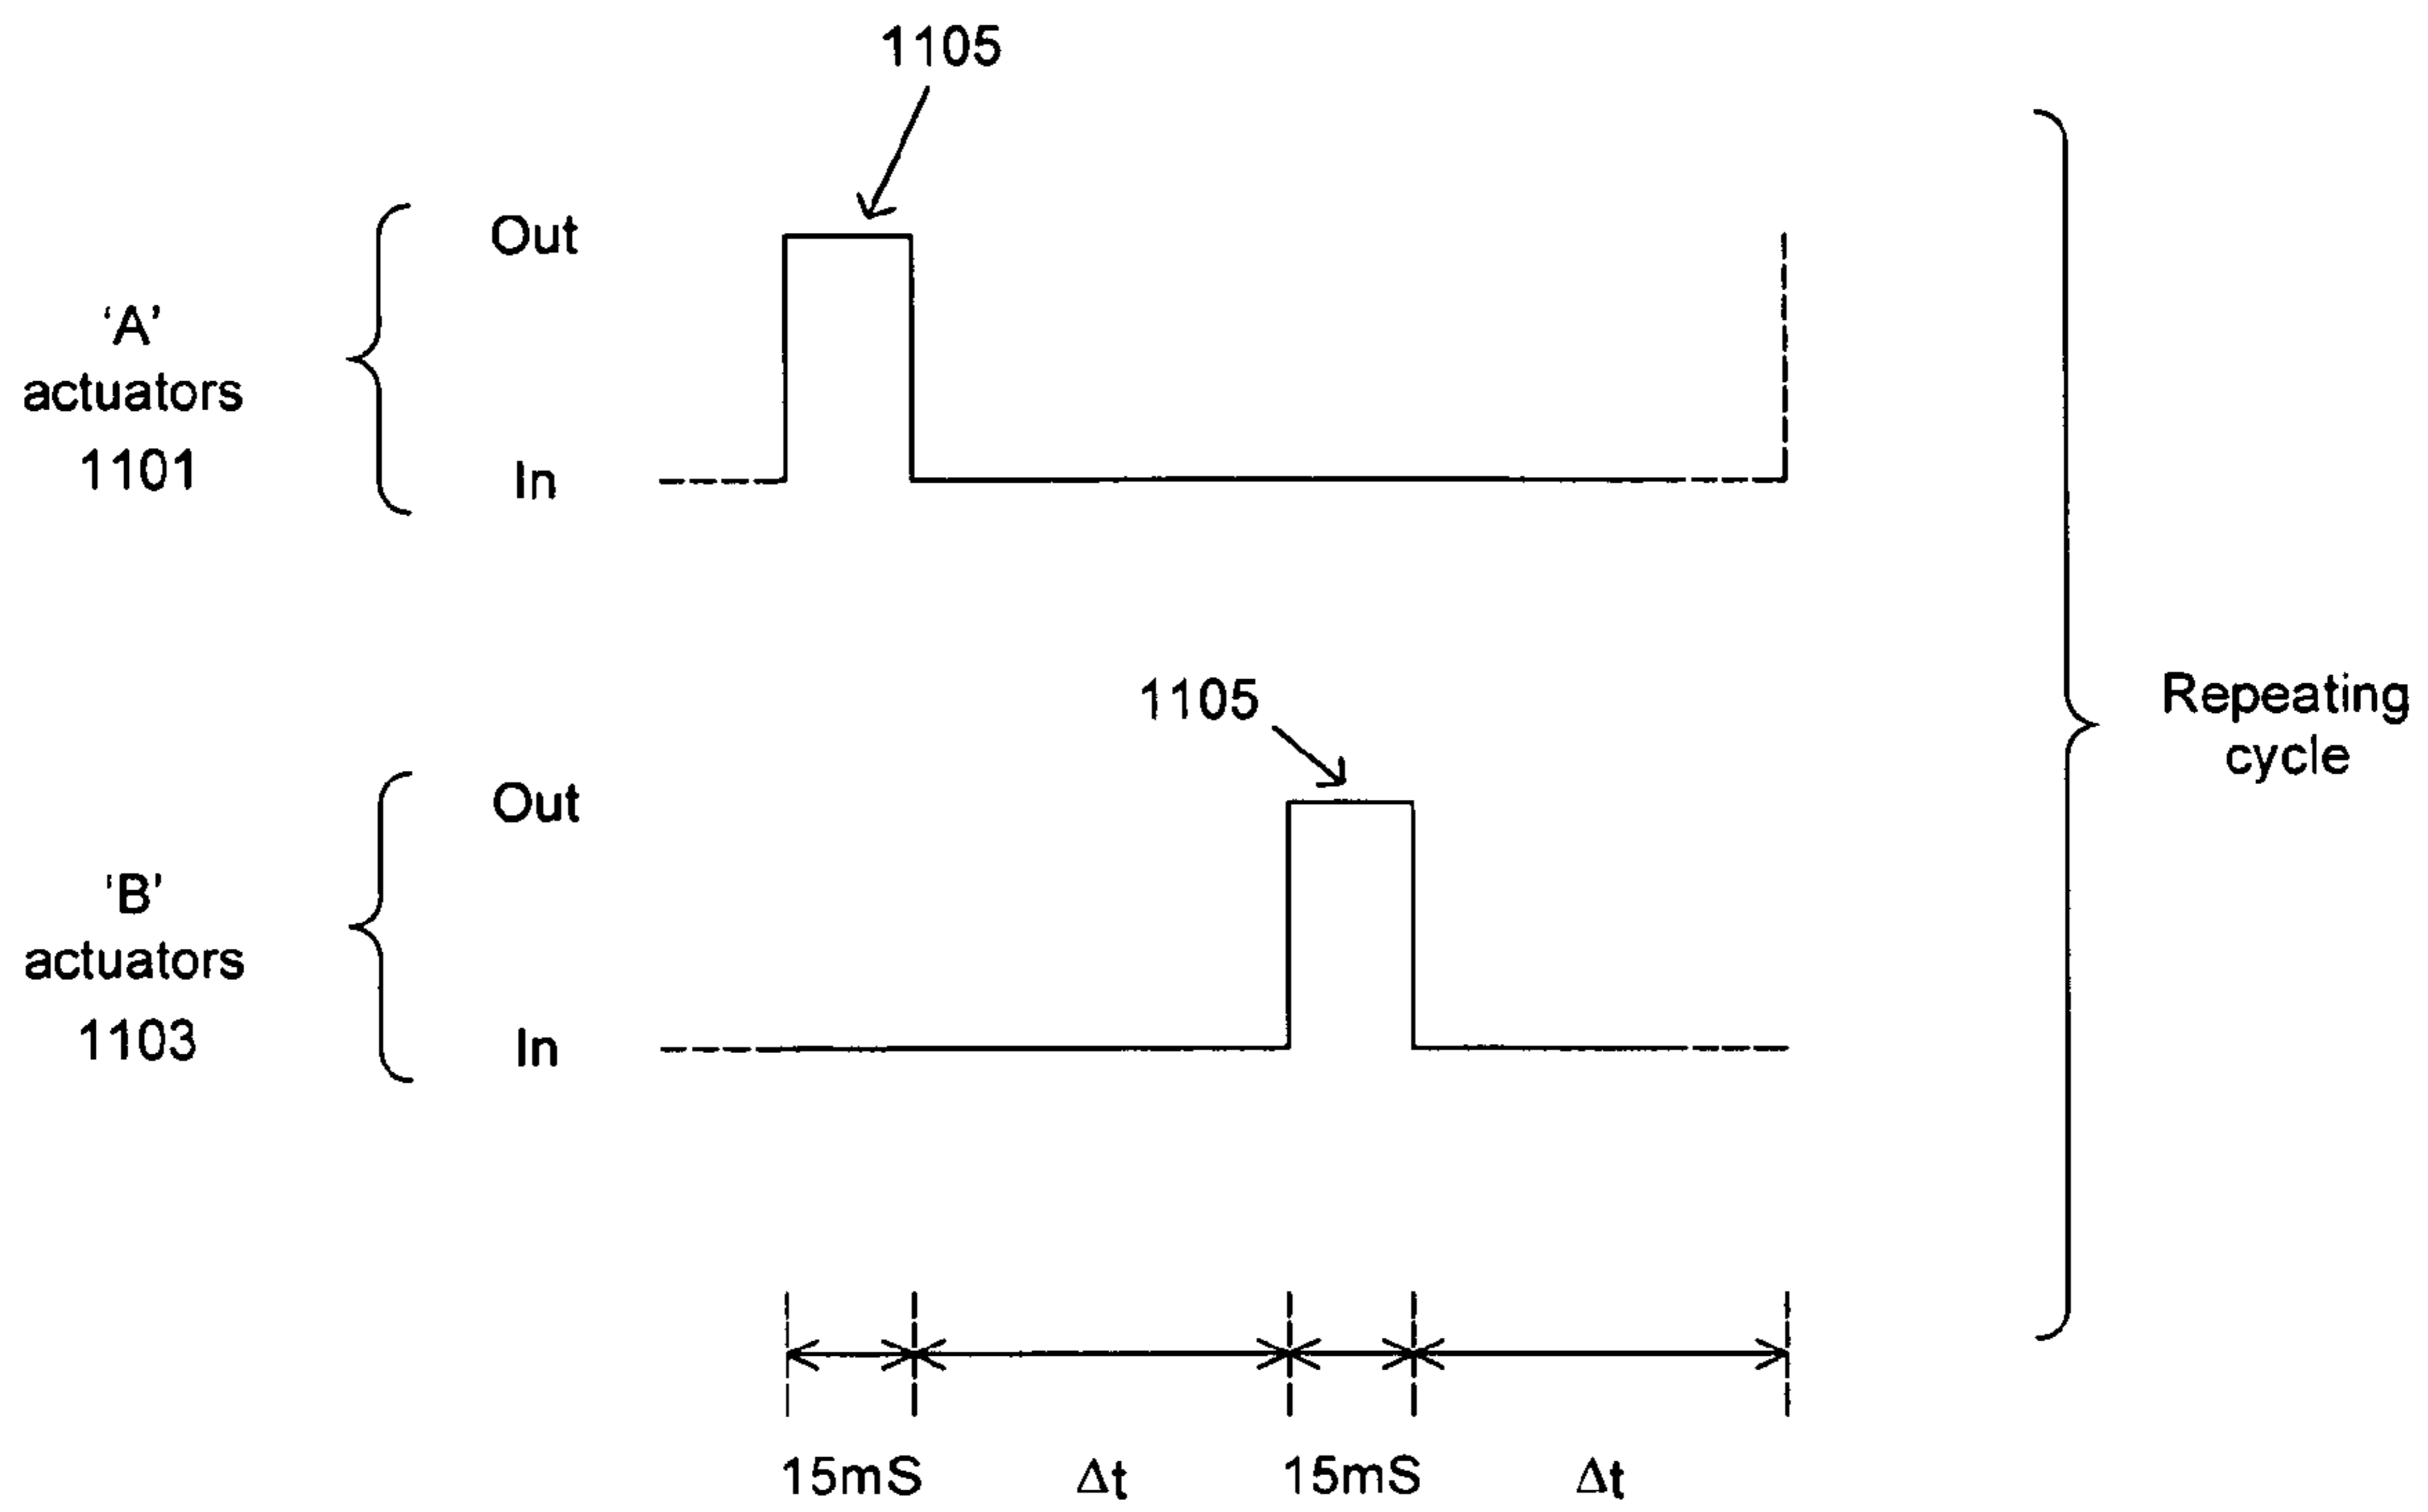 1105
Out
'A'
actuators
1101
In
1105
Repeating
cycle
Out
'B'
actuators
1103
In
15mS Δt 15mS Δt